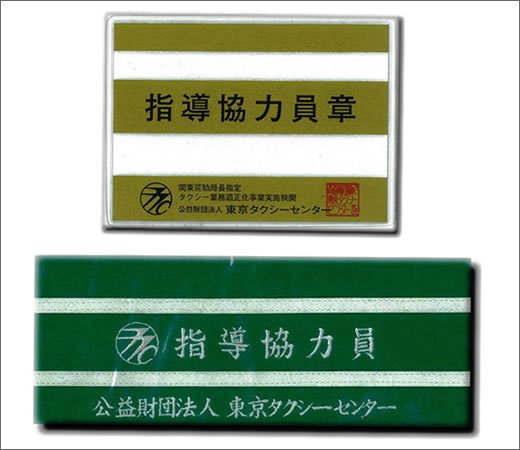 指導協力員章
関東運輸局長指定
タクシー業務適正化事業実施機関
公益財団法人 東京タクシーセンター
指導協力員
公益財団法人 東京タクシーセンター